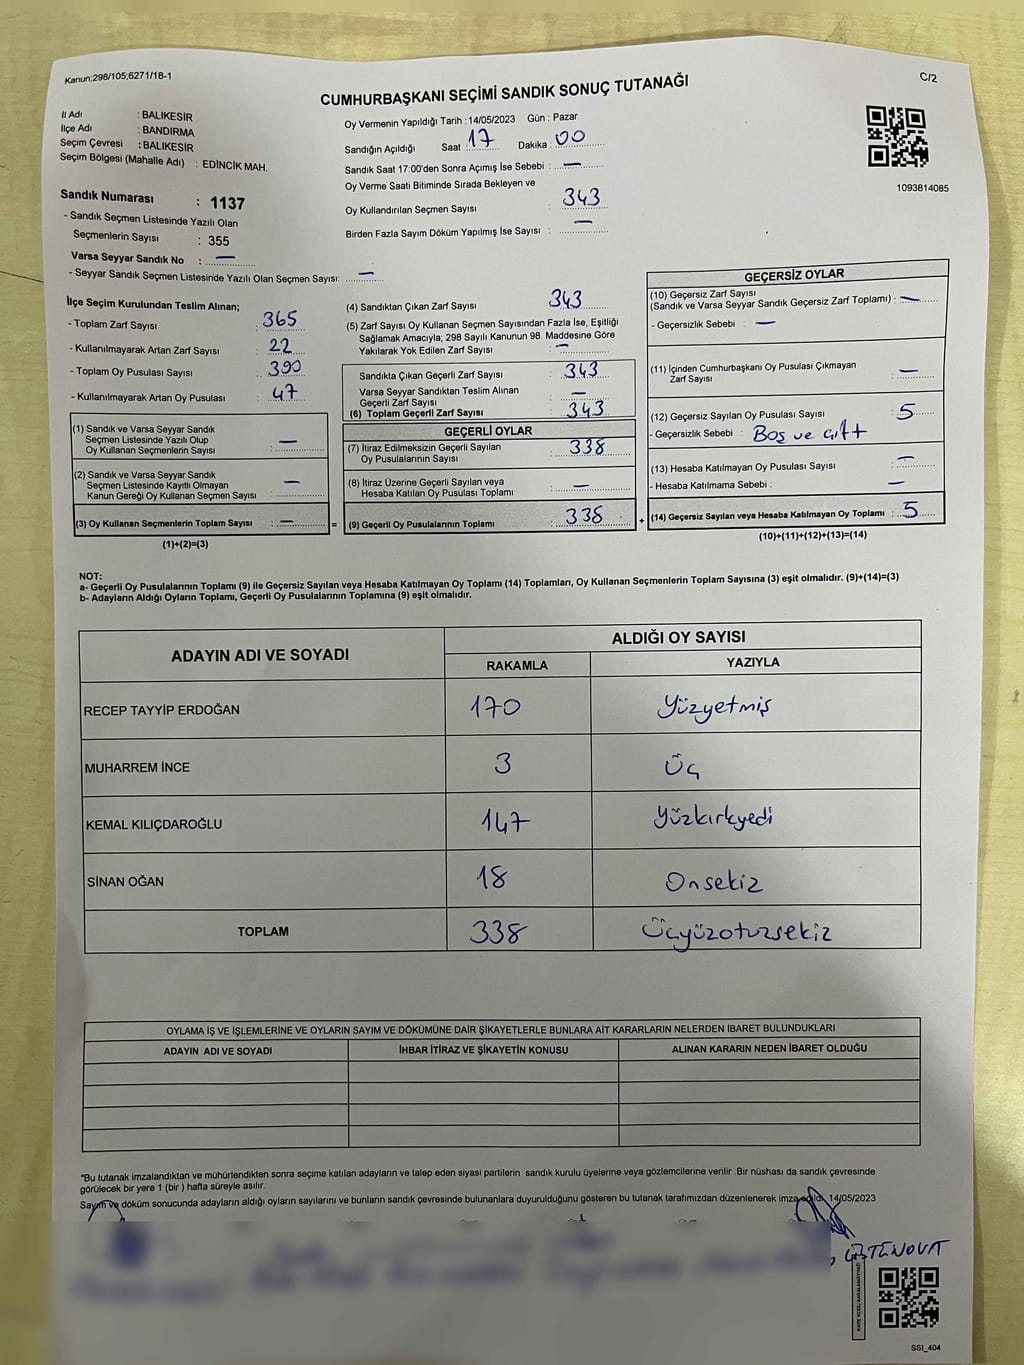 Kanun:298/105;6271/18-1
C/2
CUMHURBAŞKANI SEÇİMİ SANDIK SONUÇ TUTANAĞI
İl Adı : BALIKESİR
İlçe Adı : BANDIRMA
Seçim Çevresi : BALIKESİR
Seçim Bölgesi (Mahalle Adı) : EDİNCİK MAH.
Oy Vermenin Yapıldığı Tarih :14/05/2023 Gün : Pazar
Sandığın Açıldığı Saat : 17 Dakika : 00
Sandık Saat 17:00'den Sonra Açımış İse Sebebi : —
Oy Verme Saati Bitiminde Sırada Bekleyen ve
Oy Kullandırılan Seçmen Sayısı : 343
Birden Fazla Sayım Döküm Yapılmış İse Sayısı : —
1093814085
Sandık Numarası : 1137
- Sandık Seçmen Listesinde Yazılı Olan
Seçmenlerin Sayısı : 355
Varsa Seyyar Sandık No : —
- Seyyar Sandık Seçmen Listesinde Yazılı Olan Seçmen Sayısı: —
İlçe Seçim Kurulundan Teslim Alınan;
- Toplam Zarf Sayısı : 365
- Kullanılmayarak Artan Zarf Sayısı : 22
- Toplam Oy Pusulası Sayısı : 390
- Kullanılmayarak Artan Oy Pusulası : 47
(1) Sandık ve Varsa Seyyar Sandık
Seçmen Listesinde Yazılı Olup
Oy Kullanan Seçmenlerin Sayısı : —
(2) Sandık ve Varsa Seyyar Sandık
Seçmen Listesinde Kayıtlı Olmayan
Kanun Gereği Oy Kullanan Seçmen Sayısı : —
(3) Oy Kullanan Seçmenlerin Toplam Sayısı : — =
(1)+(2)=(3)
(4) Sandıktan Çıkan Zarf Sayısı : 343
(5) Zarf Sayısı Oy Kullanan Seçmen Sayısından Fazla İse, Eşitliği
Sağlamak Amacıyla; 298 Sayılı Kanunun 98. Maddesine Göre
Yakılarak Yok Edilen Zarf Sayısı : —
Sandıkta Çıkan Geçerli Zarf Sayısı : 343
Varsa Seyyar Sandıktan Teslim Alınan
Geçerli Zarf Sayısı : —
(6) Toplam Geçerli Zarf Sayısı : 343
GEÇERLİ OYLAR
(7) İtiraz Edilmeksizin Geçerli Sayılan
Oy Pusulalarının Sayısı : 338
(8) İtiraz Üzerine Geçerli Sayılan veya
Hesaba Katılan Oy Pusulası Toplamı : —
(9) Geçerli Oy Pusulalarının Toplamı : 338 +
GEÇERSİZ OYLAR
(10) Geçersiz Zarf Sayısı
(Sandık ve Varsa Seyyar Sandık Geçersiz Zarf Toplamı) : —
- Geçersizlik Sebebi : —
(11) İçinden Cumhurbaşkanı Oy Pusulası Çıkmayan
Zarf Sayısı : —
(12) Geçersiz Sayılan Oy Pusulası Sayısı : 5
- Geçersizlik Sebebi : Boş ve çift
(13) Hesaba Katılmayan Oy Pusulası Sayısı : —
- Hesaba Katılmama Sebebi : —
(14) Geçersiz Sayılan veya Hesaba Katılmayan Oy Toplamı : 5
(10)+(11)+(12)+(13)=(14)
NOT:
a- Geçerli Oy Pusulalarının Toplamı (9) ile Geçersiz Sayılan veya Hesaba Katılmayan Oy Toplamı (14) Toplamları, Oy Kullanan Seçmenlerin Toplam Sayısına (3) eşit olmalıdır. (9)+(14)=(3)
b- Adayların Aldığı Oyların Toplamı, Geçerli Oy Pusulalarının Toplamına (9) eşit olmalıdır.
ADAYIN ADI VE SOYADI ALDIĞI OY SAYISI
RAKAMLA YAZIYLA
RECEP TAYYİP ERDOĞAN 170 Yüzyetmiş
MUHARREM İNCE 3 Üç
KEMAL KILIÇDAROĞLU 147 Yüzkırkyedi
SİNAN OĞAN 18 Onsekiz
TOPLAM 338 Üçyüzotuzsekiz
OYLAMA İŞ VE İŞLEMLERİNE VE OYLARIN SAYIM VE DÖKÜMÜNE DAİR ŞİKAYETLERLE BUNLARA AİT KARARLARIN NELERDEN İBARET BULUNDUKLARI
ADAYIN ADI VE SOYADI İHBAR İTİRAZ VE ŞİKAYETİN KONUSU ALINAN KARARIN NEDEN İBARET OLDUĞU
*Bu tutanak imzalandıktan ve mühürlendikten sonra seçime katılan adayların ve talep eden siyasi partilerin sandık kurulu üyelerine veya gözlemcilerine verilir .Bir nüshası da sandık çevresinde
görülecek bir yere 1 (bir ) hafta süreyle asılır.
Sayım ve döküm sonucunda adayların aldığı oyların sayılarını ve bunların sandık çevresinde bulunanlara duyurulduğunu gösteren bu tutanak tarafımızdan düzenlenerek imza edildi. 14/05/2023
SSI_404